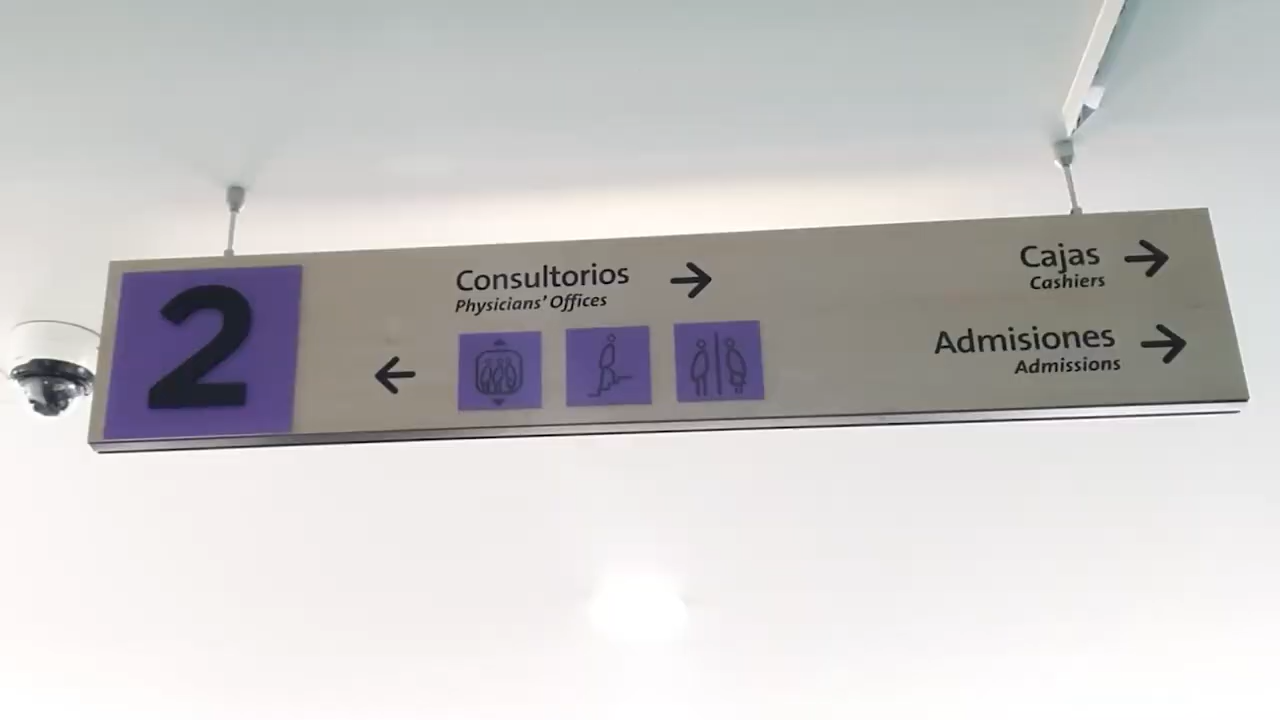 2
Consultorios
Physicians' Offices
Cajas
Cashiers
Admisiones
Admissions